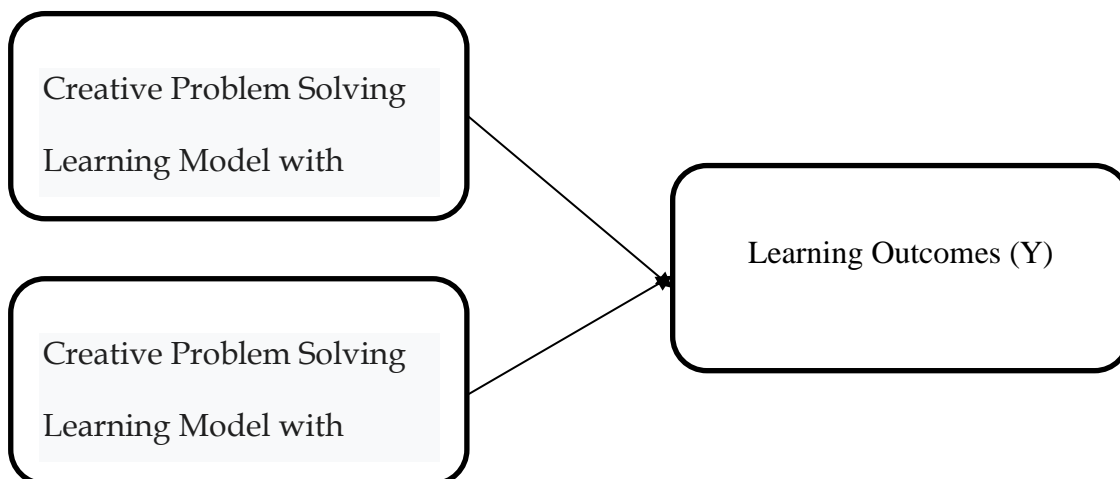 Creative Problem Solving
Learning Model with
Learning Outcomes (Y)
Creative Problem Solving
Learning Model with